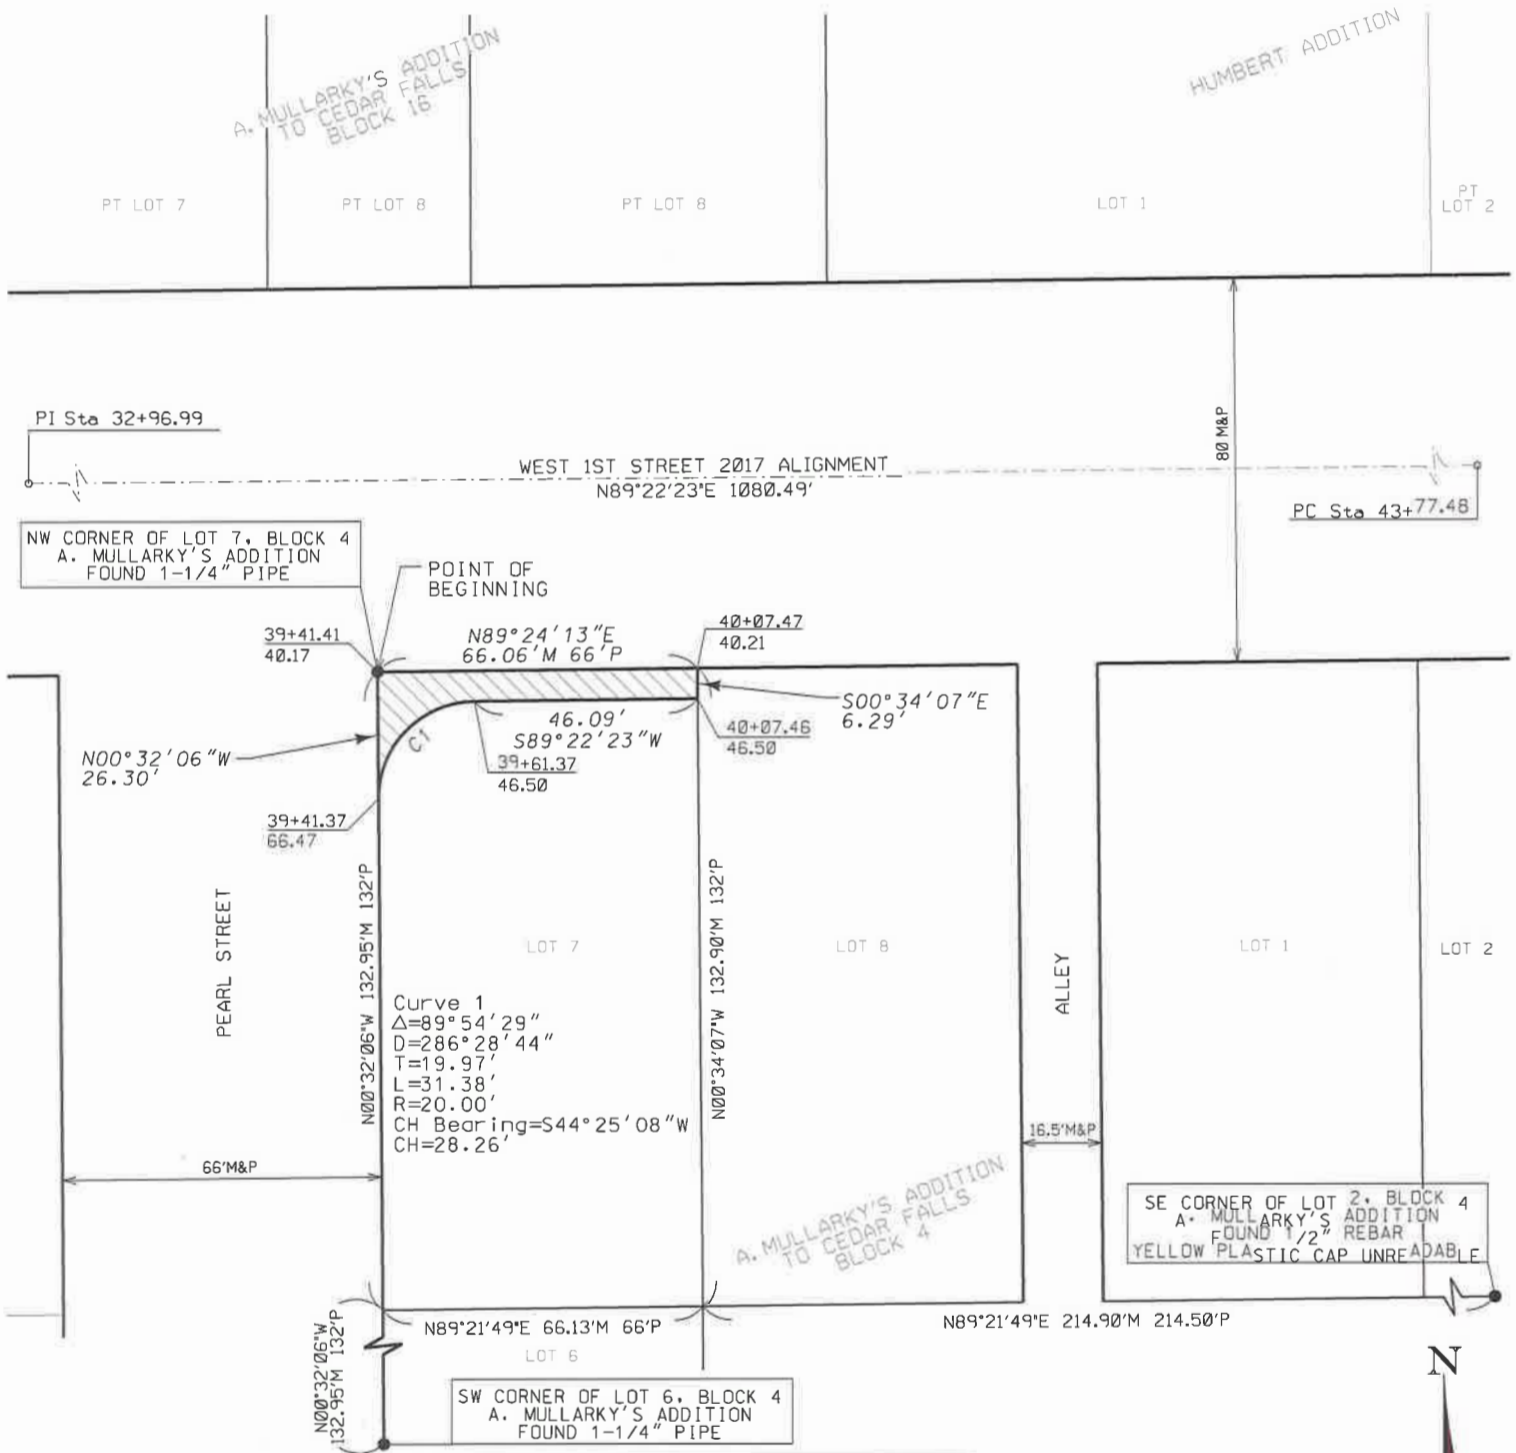 A. MULLARKY'S ADDITION
TO CEDAR FALLS
BLOCK 16
HUMBERT ADDITION
PT LOT 7
PT LOT 8
PT LOT 8
LOT 1
PT
LOT 2
PI Sta 32+96.99
80 M&P
WEST 1ST STREET 2017 ALIGNMENT
N89°22'23"E 1080.49'
PC Sta 43+77.48
NW CORNER OF LOT 7, BLOCK 4
A. MULLARKY'S ADDITION
FOUND 1-1/4" PIPE
POINT OF
BEGINNING
39+41.41
40.17
N89°24'13"E
66.06'M 66'P
40+07.47
40.21
S00°34'07"E
6.29'
N00°32'06"W
26.30'
C1
46.09'
S89°22'23"W
40+07.46
46.50
39+61.37
46.50
39+41.37
66.47
PEARL STREET
N00°32'06"W 132.95'M 132'P
LOT 7
N00°34'07"W 132.90'M 132'P
LOT 8
ALLEY
LOT 1
LOT 2
Curve 1
Δ=89°54'29"
D=286°28'44"
T=19.97'
L=31.38'
R=20.00'
CH Bearing=S44°25'08"W
CH=28.26'
66'M&P
16.5'M&P
A. MULLARKY'S ADDITION
TO CEDAR FALLS
BLOCK 4
SE CORNER OF LOT 2, BLOCK 4
A. MULLARKY'S ADDITION
FOUND 1/2" REBAR
YELLOW PLASTIC CAP UNREADABLE
N89°21'49"E 66.13'M 66'P
N89°21'49"E 214.90'M 214.50'P
N00°32'06"W
132.95'M 132'P
LOT 6
SW CORNER OF LOT 6, BLOCK 4
A. MULLARKY'S ADDITION
FOUND 1-1/4" PIPE
N